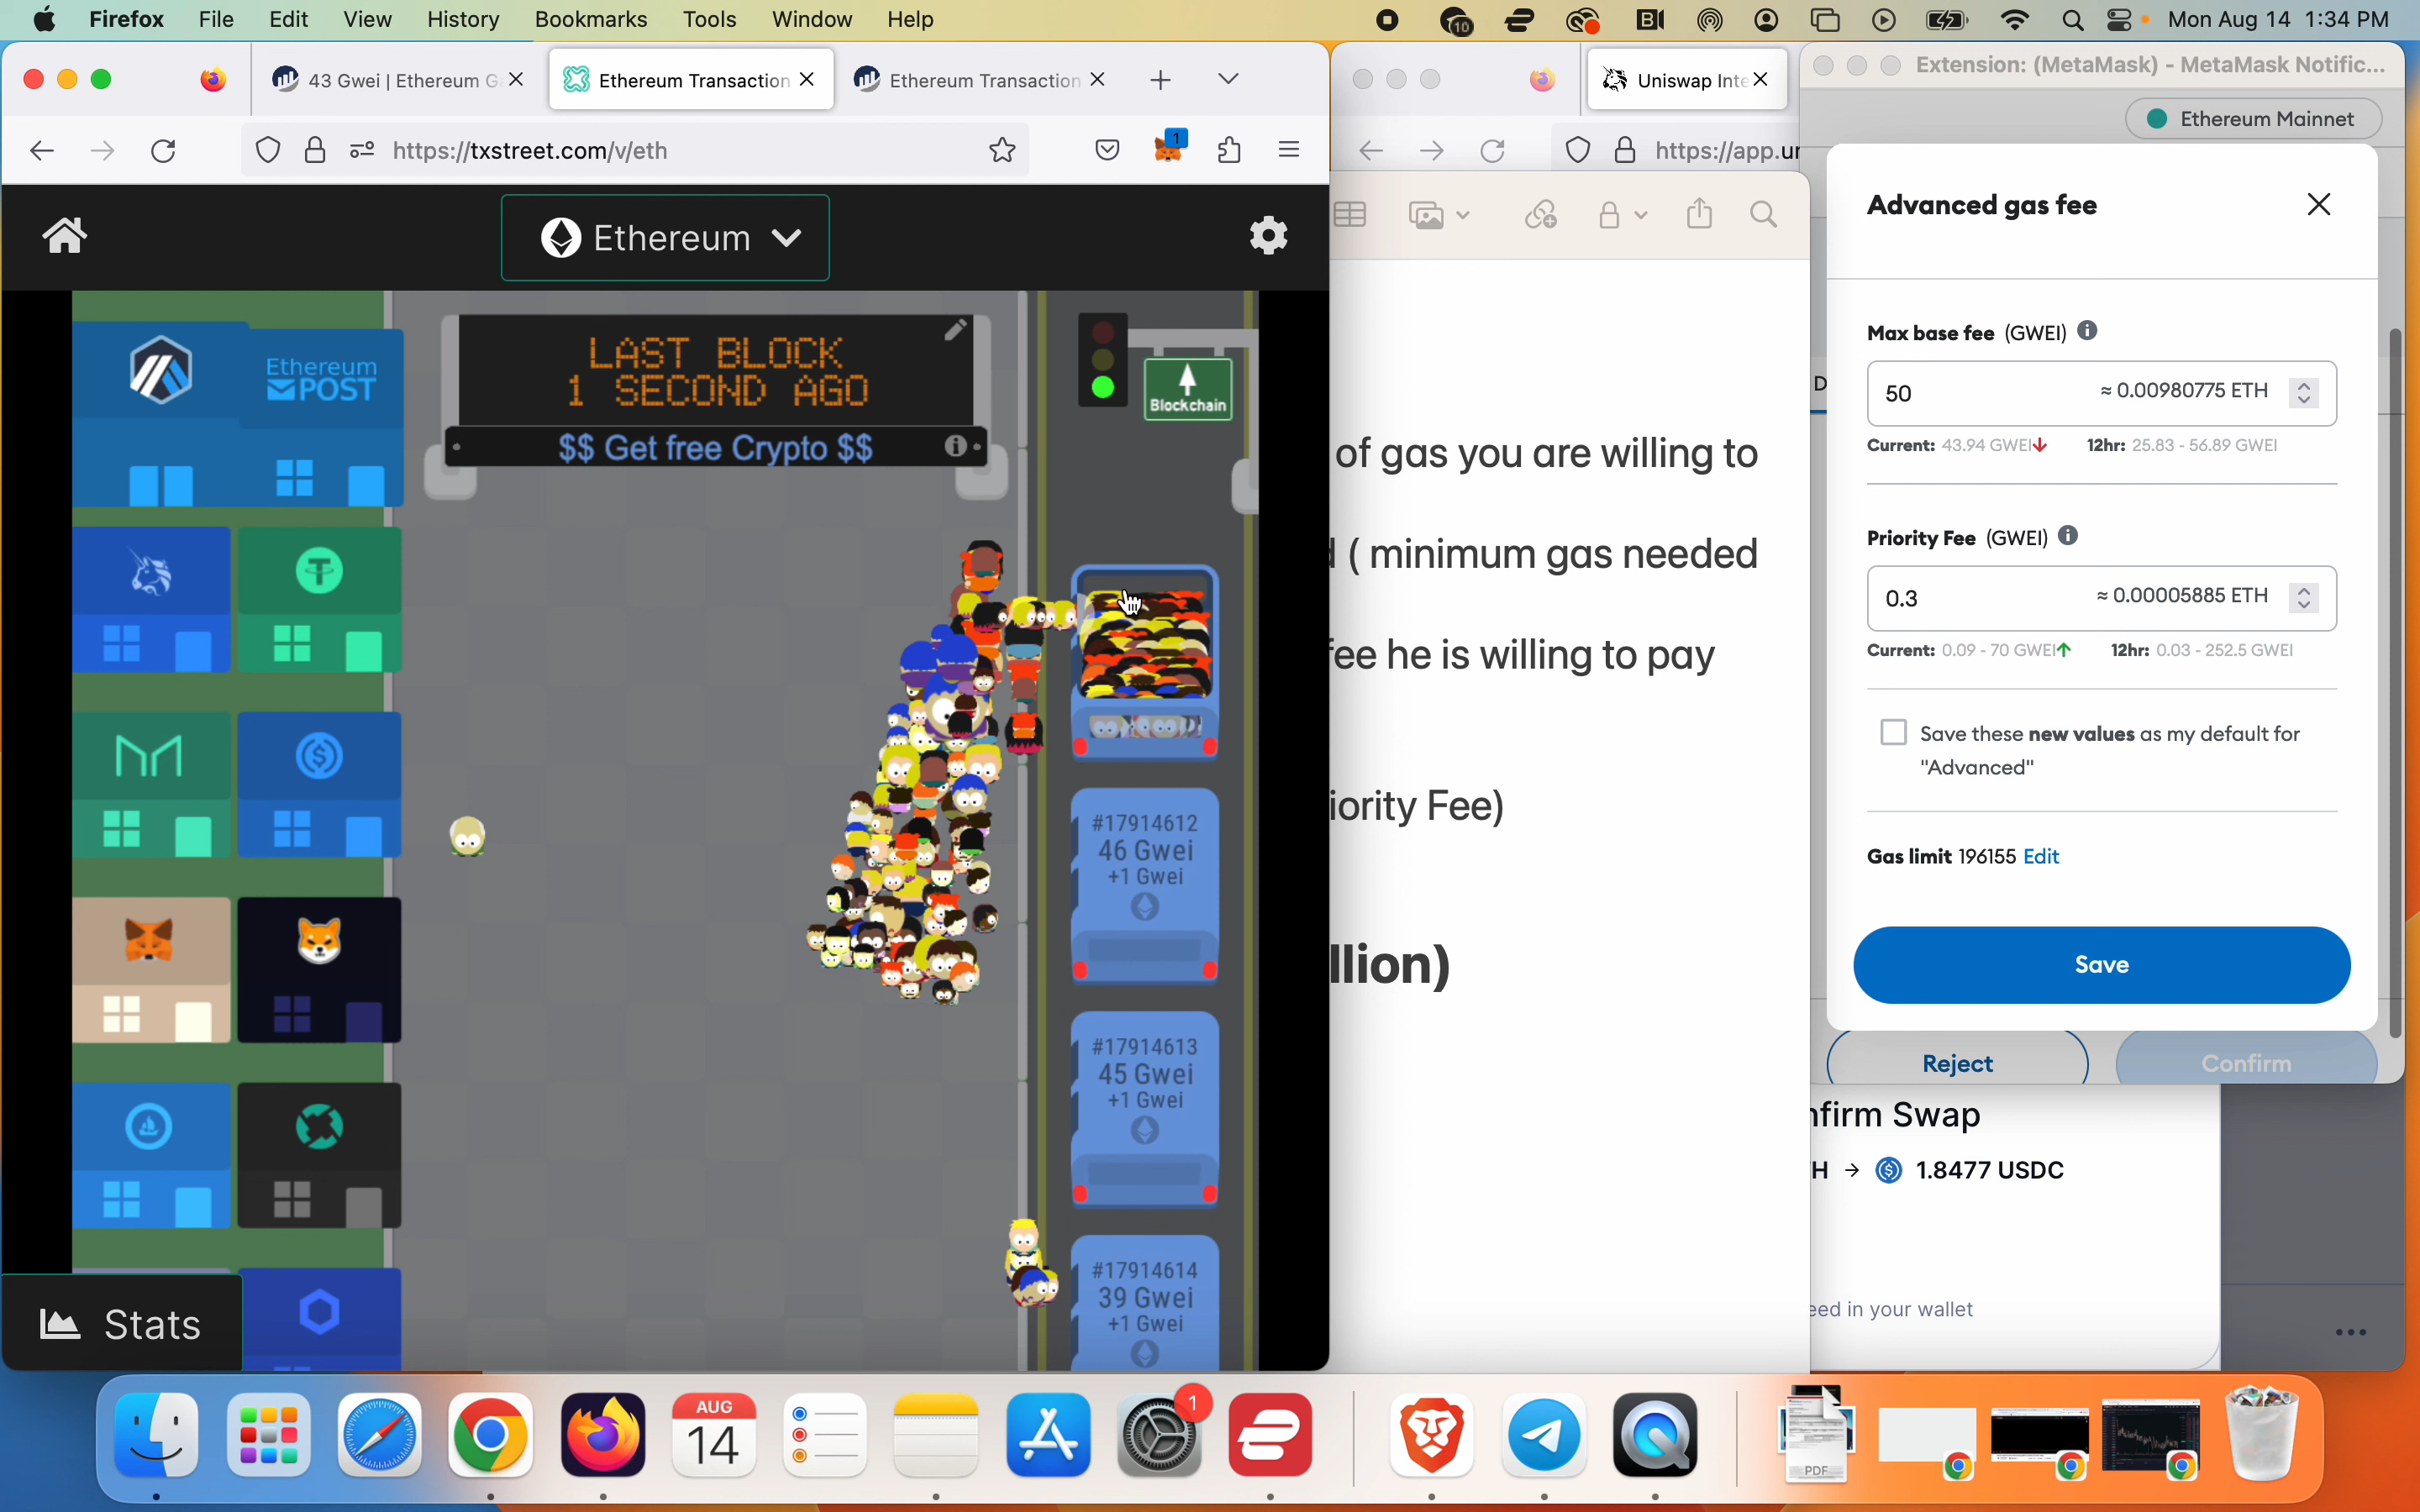 Firefox File Edit View History Bookmarks Tools Window Help
10
Mon Aug 14 1:34 PM
43 Gwei | Ethereum G
Ethereum Transaction
Ethereum Transaction
https://txstreet.com/v/eth
1
Ethereum
Ethereum
POST
LAST BLOCK
1 SECOND AGO
$$ Get free Crypto $$
Blockchain
#17914612
46 Gwei
+1 Gwei
#17914613
45 Gwei
+1 Gwei
#17914614
39 Gwei
+1 Gwei
Stats
Uniswap Inte
https://app.un
of gas you are willing to
( minimum gas needed
fee he is willing to pay
iority Fee)
llion)
Extension: (MetaMask) - MetaMask Notific...
Ethereum Mainnet
D
Advanced gas fee
Max base fee (GWEI)
50 ≈ 0.00980775 ETH
Current: 43.94 GWEI 12hr: 25.83 - 56.89 GWEI
Priority Fee (GWEI)
0.3 ≈ 0.00005885 ETH
Current: 0.09 - 70 GWEI 12hr: 0.03 - 252.5 GWEI
Save these new values as my default for
"Advanced"
Gas limit 196155 Edit
Save
Reject Confirm
nfirm Swap
H → 1.8477 USDC
eed in your wallet
AUG
14
1
PDF